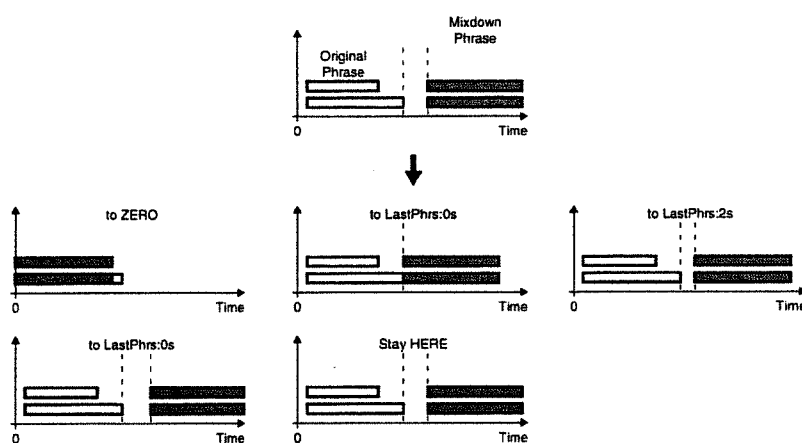 Mixdown
Phrase
Original
Phrase
0
Time
to ZERO
0
Time
to LastPhrs:0s
0
Time
to LastPhrs:2s
0
Time
to LastPhrs:0s
0
Time
Stay HERE
0
Time